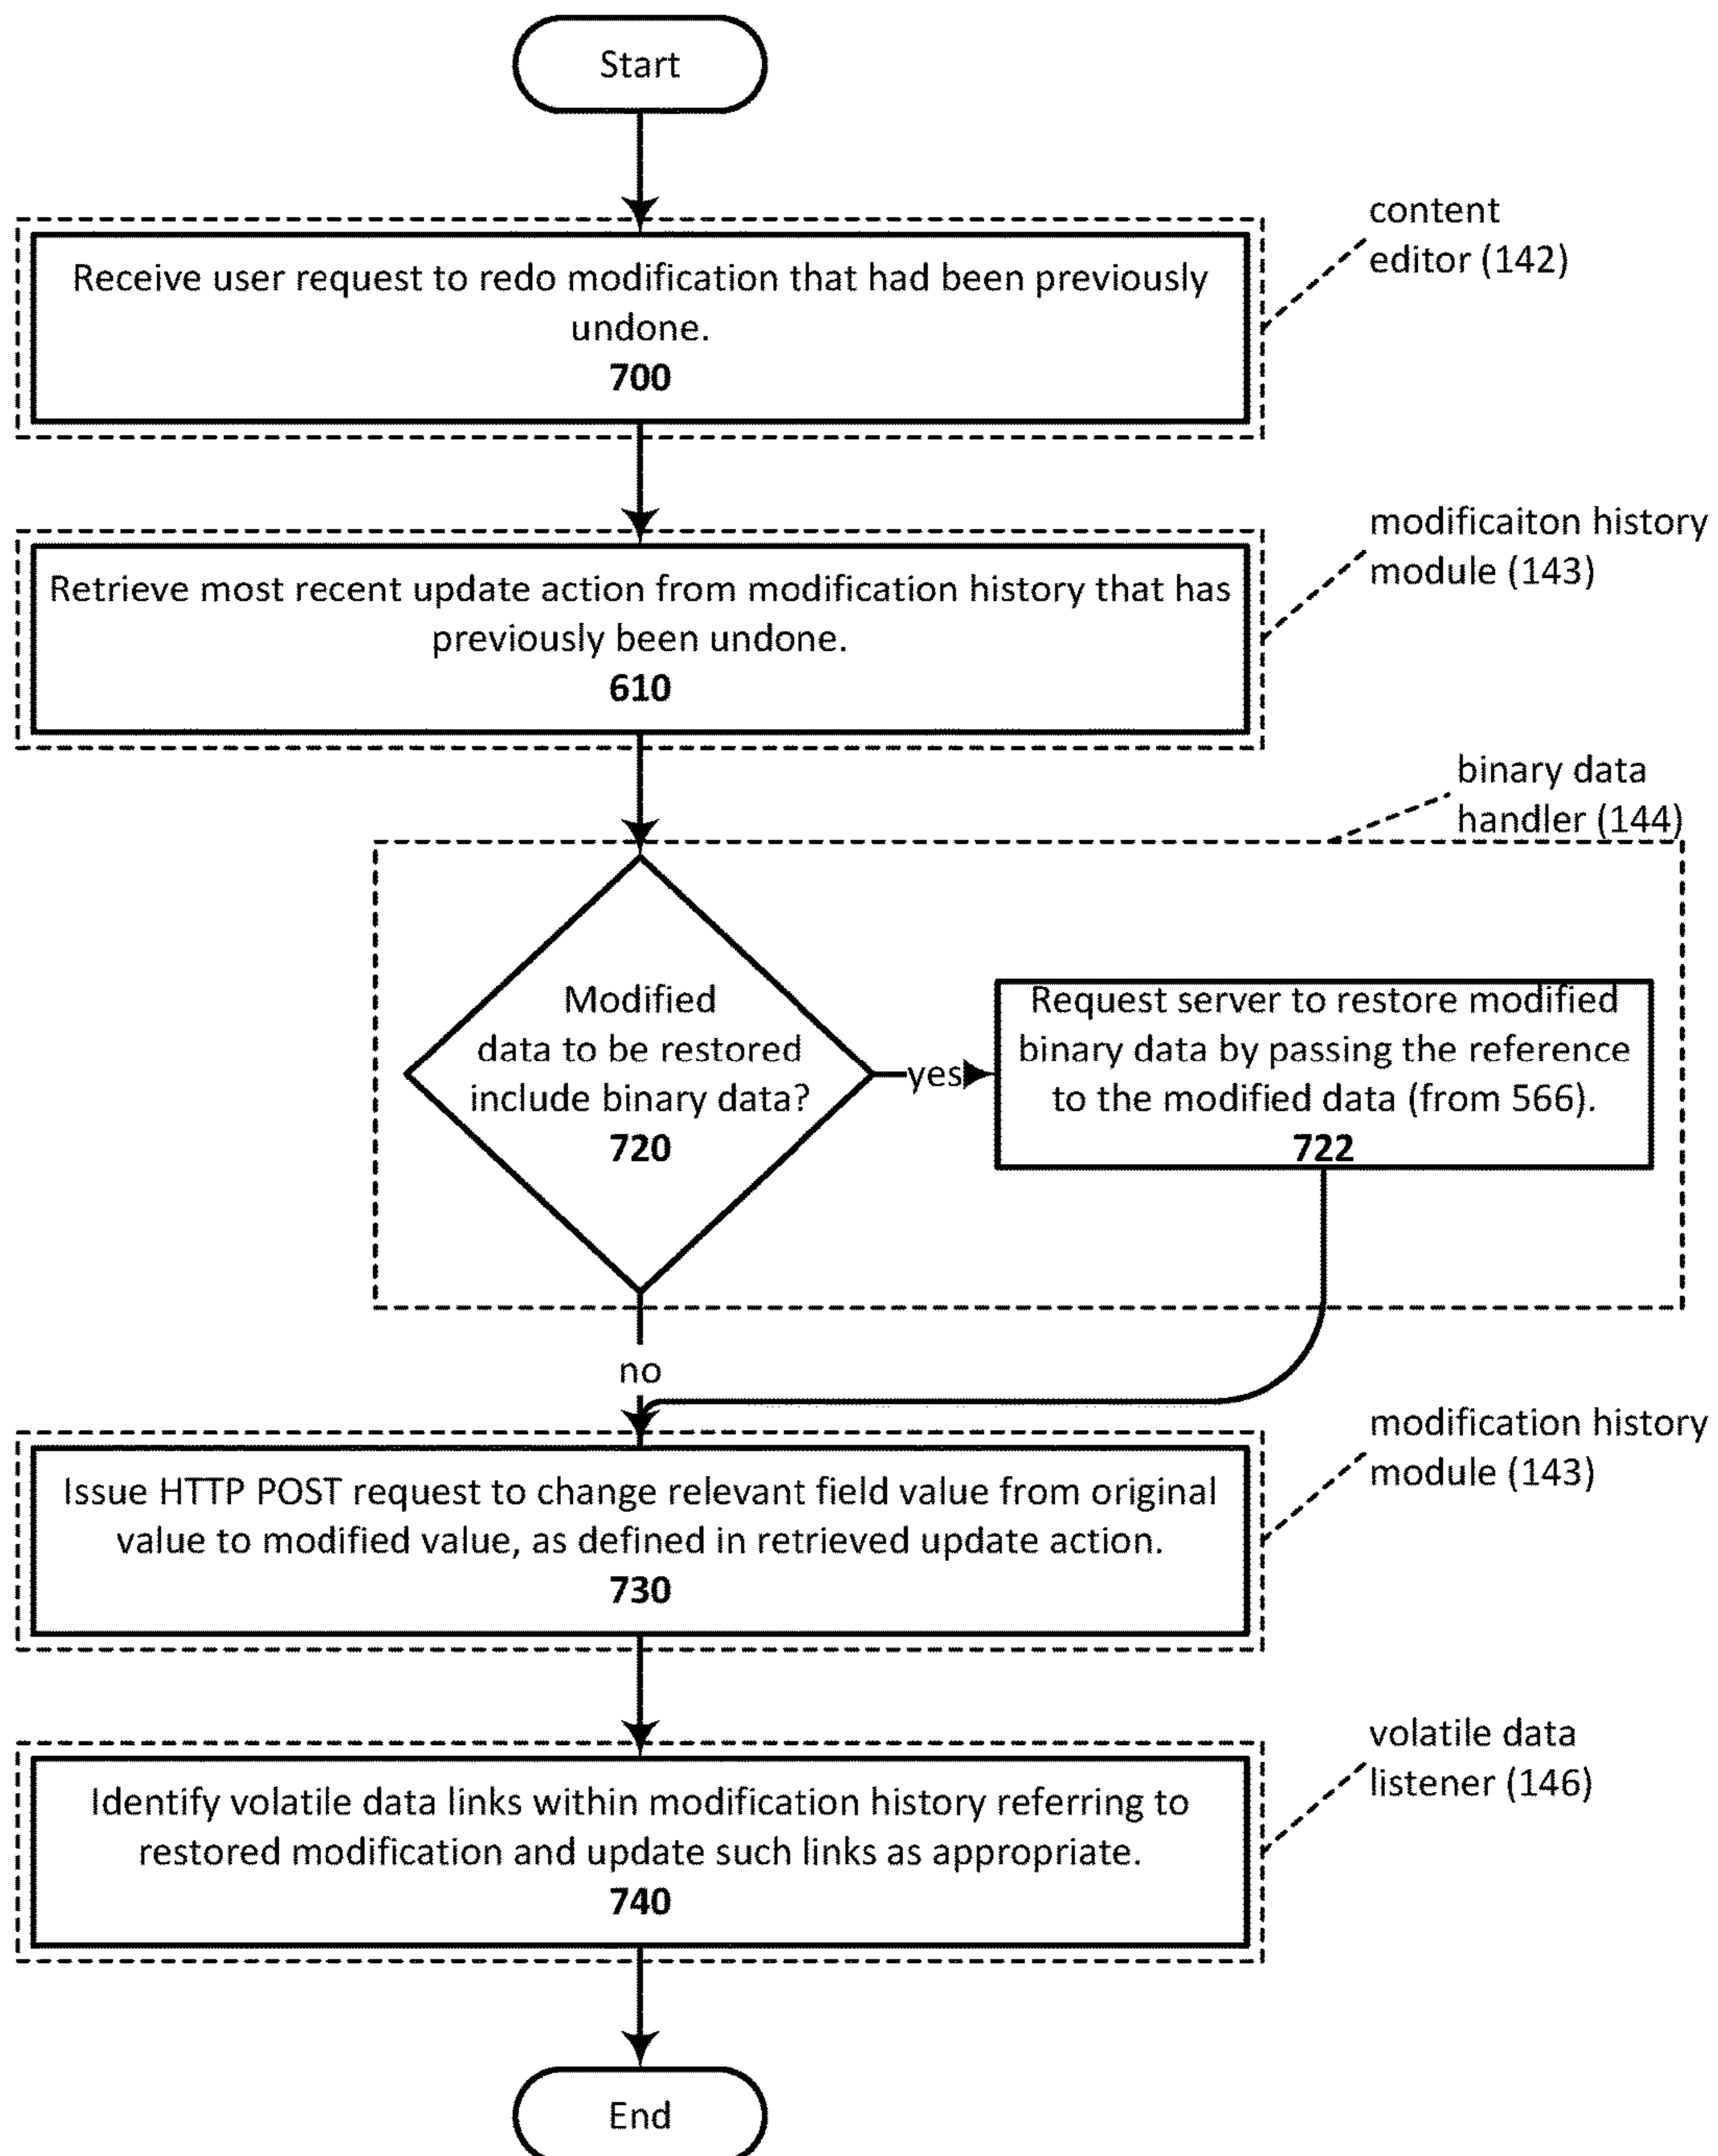 Start
content
editor (142)
Receive user request to redo modification that had been previously
undone.
700
modificaiton history
module (143)
Retrieve most recent update action from modification history that has
previously been undone.
610
binary data
handler (144)
Modified
data to be restored
include binary data?
720
yes
Request server to restore modified
binary data by passing the reference
to the modified data (from 566).
722
no
modification history
module (143)
Issue HTTP POST request to change relevant field value from original
value to modified value, as defined in retrieved update action.
730
volatile data
listener (146)
Identify volatile data links within modification history referring to
restored modification and update such links as appropriate.
740
End